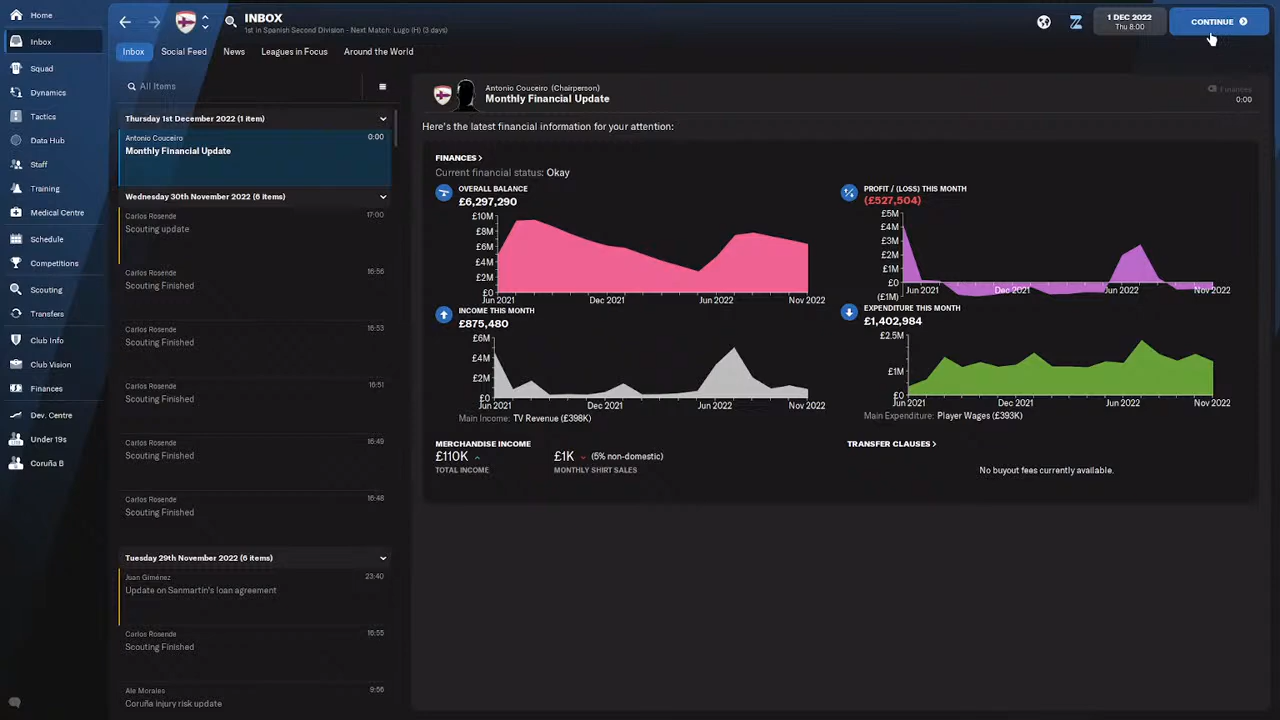 Home
Inbox
Squad
Dynamics
Tactics
Data Hub
Staff
Training
Medical Centre
Schedule
Competitions
Scouting
Transfers
Club Info
Club Vision
Finances
Dev. Centre
Under 19s
Coruña B
INBOX
1st in Spanish Second Division - Next Match: Lugo (H) (3 days)
1 DEC 2022
Thu 8:00
CONTINUE
Inbox
Social Feed
News
Leagues in Focus
Around the World
All Items
Thursday 1st December 2022 (1 item)
Antonio Couceiro 0:00
Monthly Financial Update
Wednesday 30th November 2022 (6 items)
Carlos Rosende 17:00
Scouting update
Carlos Rosende 16:56
Scouting Finished
Carlos Rosende 16:53
Scouting Finished
Carlos Rosende 16:51
Scouting Finished
Carlos Rosende 16:49
Scouting Finished
Carlos Rosende 16:48
Scouting Finished
Tuesday 29th November 2022 (6 items)
Juan Giménez 23:40
Update on Sanmartín's loan agreement
Carlos Rosende 16:55
Scouting Finished
Ale Morales 9:56
Coruña injury risk update
Antonio Couceiro (Chairperson)
Monthly Financial Update
Finances
0:00
Here's the latest financial information for your attention:
FINANCES
Current financial status: Okay
OVERALL BALANCE
£6,297,290
£10M
£8M
£6M
£4M
£2M
£0
Jun 2021 Dec 2021 Jun 2022 Nov 2022
PROFIT / (LOSS) THIS MONTH
(£527,504)
£5M
£4M
£3M
£2M
£1M
£0
(£1M)
Jun 2021 Dec 2021 Jun 2022 Nov 2022
INCOME THIS MONTH
£875,480
£6M
£4M
£2M
£0
Jun 2021 Dec 2021 Jun 2022 Nov 2022
Main Income: TV Revenue (£398K)
EXPENDITURE THIS MONTH
£1,402,984
£2.5M
£1M
£0
Jun 2021 Dec 2021 Jun 2022 Nov 2022
Main Expenditure: Player Wages (£393K)
MERCHANDISE INCOME
£110K
TOTAL INCOME
£1K (5% non-domestic)
MONTHLY SHIRT SALES
TRANSFER CLAUSES
No buyout fees currently available.